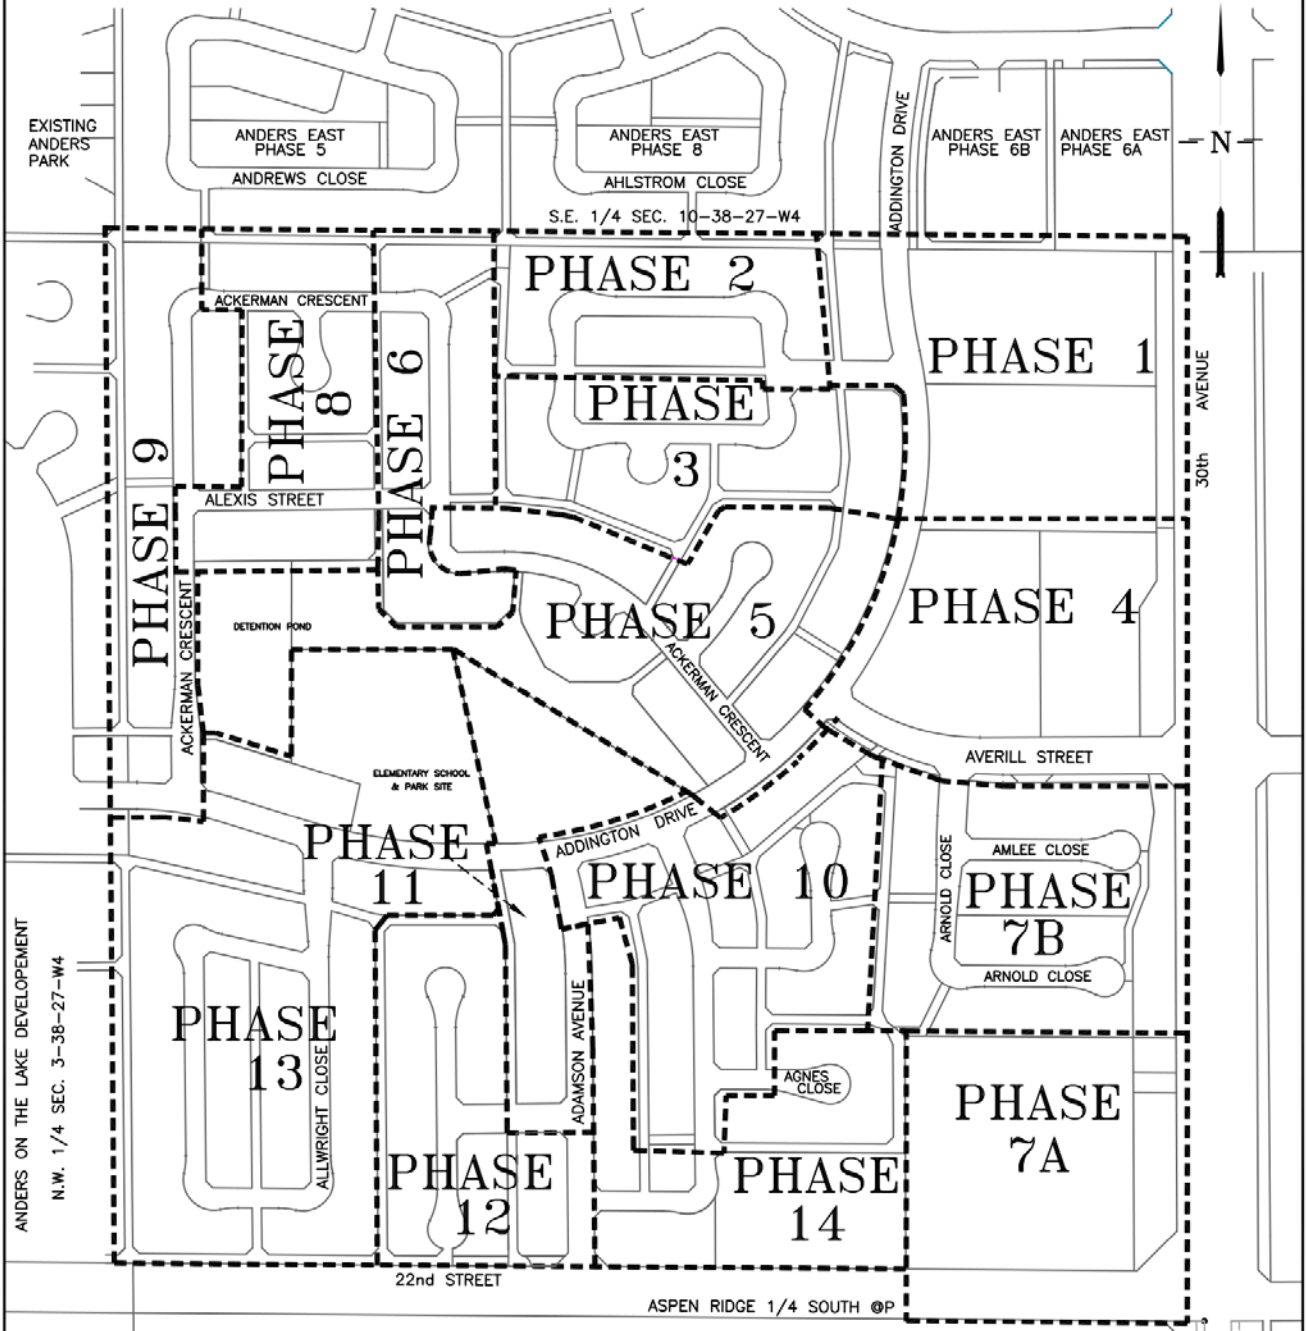 EXISTING
ANDERS
PARK
ANDERS EAST
PHASE 5
ANDREWS CLOSE
ANDERS EAST
PHASE 8
AHLSTROM CLOSE
ADDINGTON DRIVE
ANDERS EAST
PHASE 6B
ANDERS EAST
PHASE 6A
N
S.E. 1/4 SEC. 10-38-27-W4
PHASE 2
ACKERMAN CRESCENT
PHASE
8
PHASE 6
PHASE 1
30th AVENUE
PHASE
3
PHASE 9
ALEXIS STREET
ACKERMAN CRESCENT
DETENTION POND
PHASE 5
ACKERMAN CRESCENT
PHASE 4
AVERILL STREET
ELEMENTARY SCHOOL
& PARK SITE
PHASE
11
ADDINGTON DRIVE
PHASE 10
ARNOLD CLOSE
AMLEE CLOSE
PHASE
7B
ARNOLD CLOSE
ANDERS ON THE LAKE DEVELOPEMENT
N.W. 1/4 SEC. 3-38-27-W4
PHASE
13
ALLWRIGHT CLOSE
ADAMSON AVENUE
AGNES
CLOSE
PHASE
7A
PHASE
12
PHASE
14
22nd STREET
ASPEN RIDGE 1/4 SOUTH @P